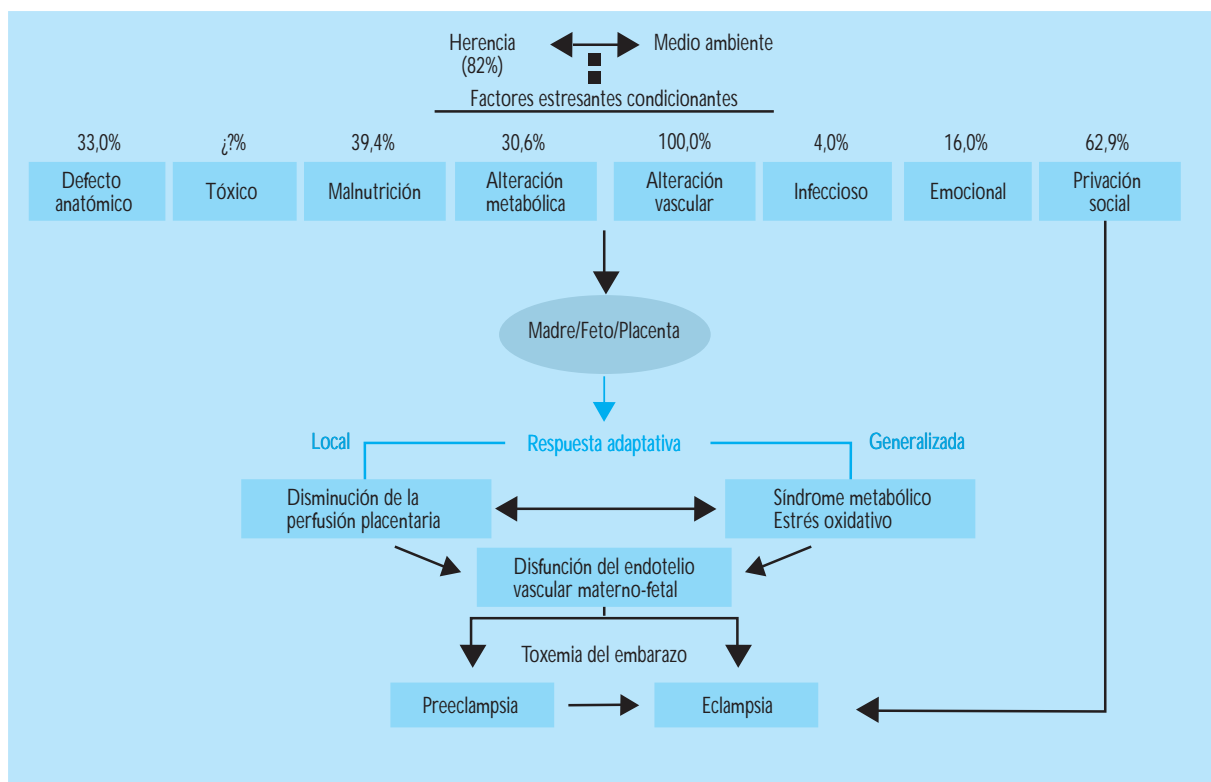 Herencia
(82%)
Medio ambiente
Factores estresantes condicionantes
33,0%
¿?%
39,4%
30,6%
100,0%
4,0%
16,0%
62,9%
Defecto
anatómico
Tóxico
Malnutrición
Alteración
metabólica
Alteración
vascular
Infeccioso
Emocional
Privación
social
Madre/Feto/Placenta
Local
Respuesta adaptativa
Generalizada
Disminución de la
perfusión placentaria
Síndrome metabólico
Estrés oxidativo
Disfunción del endotelio
vascular materno-fetal
Toxemia del embarazo
Preeclampsia
Eclampsia